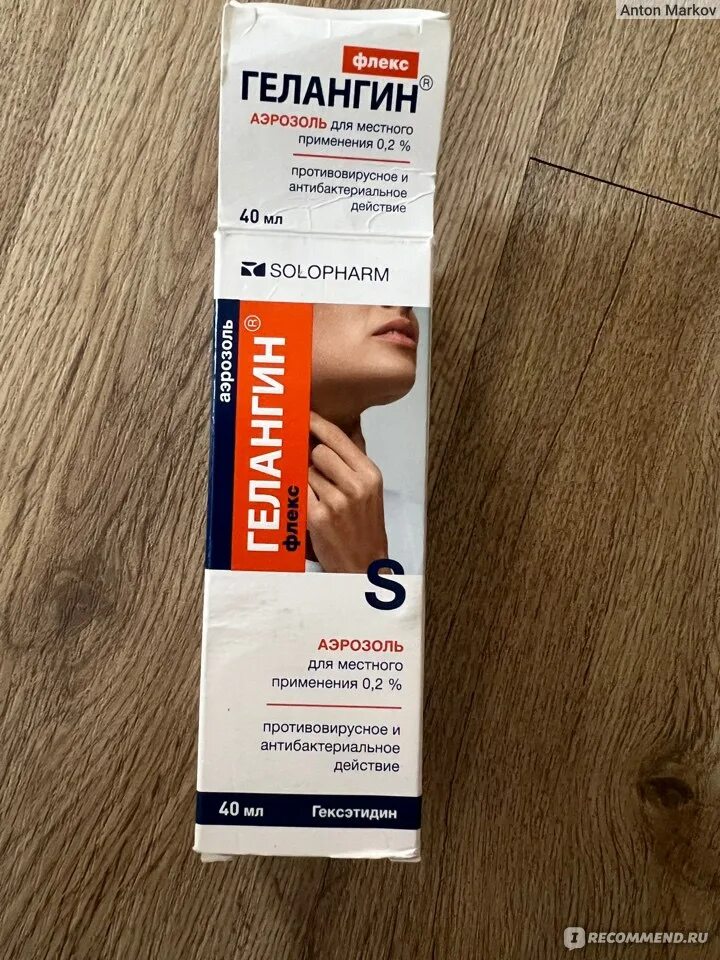 Anton Markov
флекс
ГЕЛАНГИН®
АЭРОЗОЛЬ для местного
применения 0,2 %
противовирусное и
антибактериальное
действие
40 мл
SOLOPHARM
аэрозоль
ГЕЛАНГИН®
флекс
S
АЭРОЗОЛЬ
для местного
применения 0,2 %
противовирусное и
антибактериальное
действие
40 мл Гексэтидин
IRECOMMEND.RU